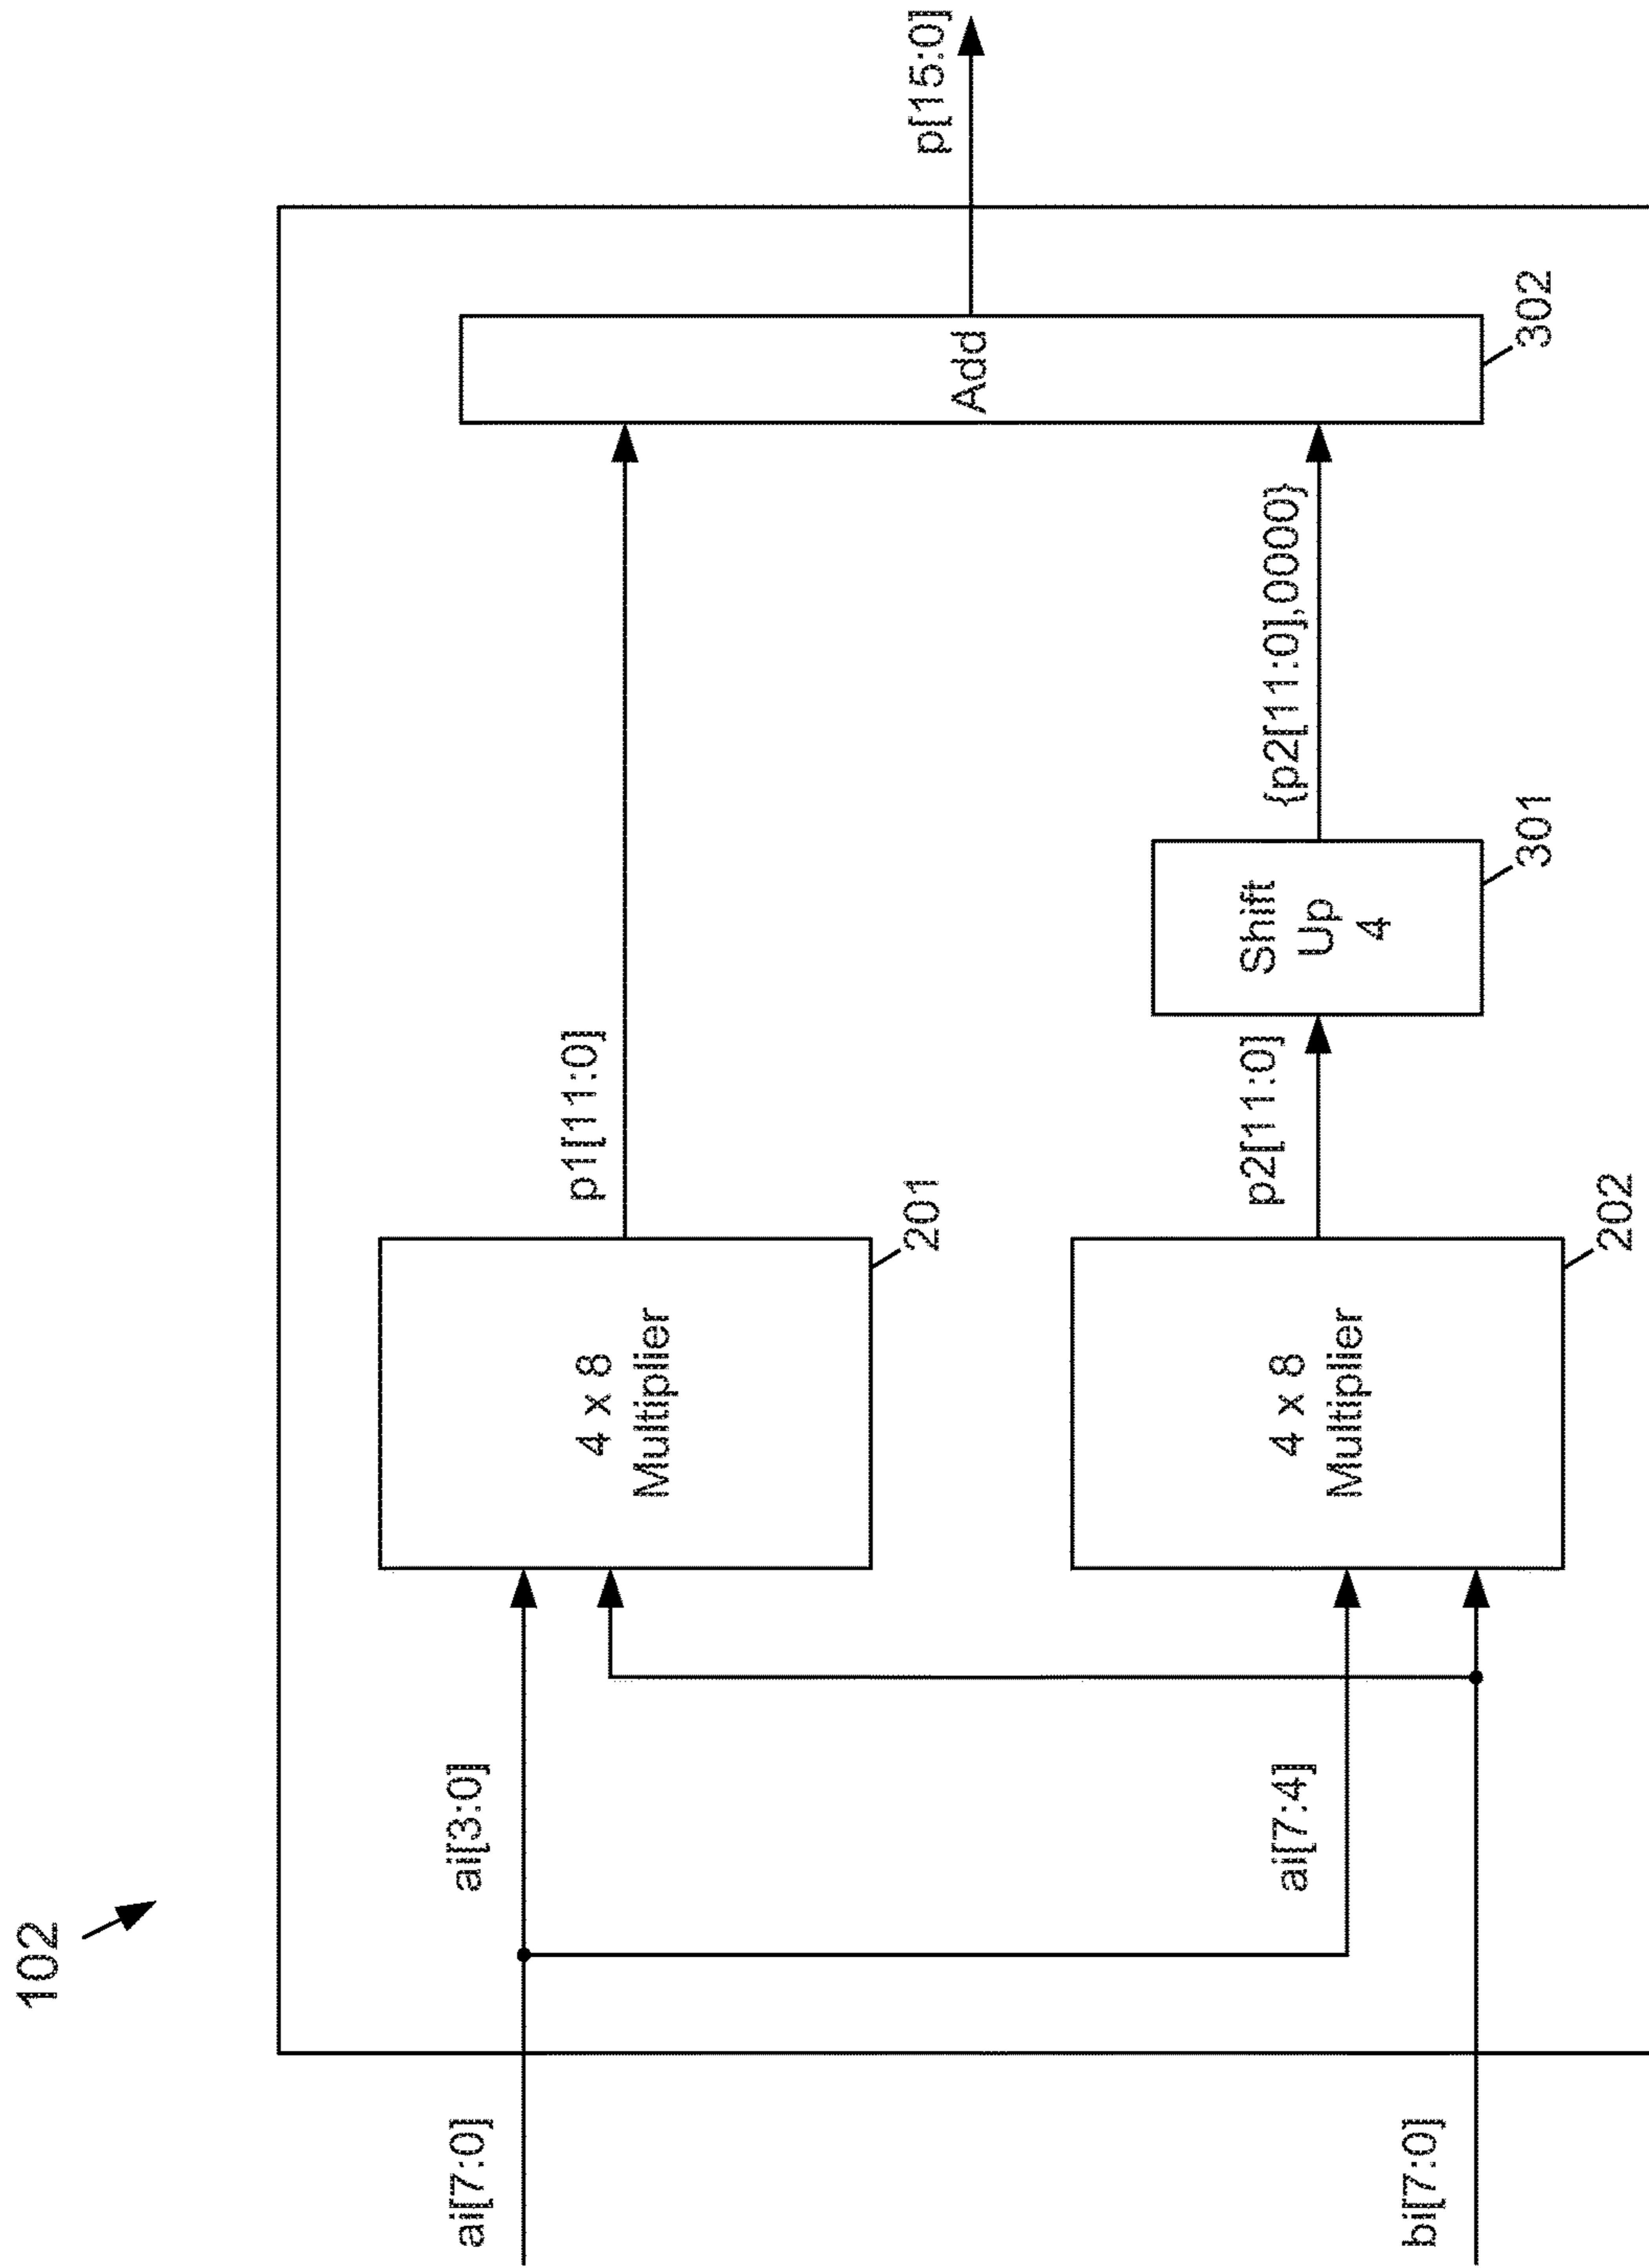 102
ai[7:0]
ai[3:0]
4 x 8
Multiplier
201
p1[11:0]
Add
302
p[15:0]
ai[7:4]
bi[7:0]
4 x 8
Multiplier
202
p2[11:0]
Shift
Up
4
301
{p2[11:0],0000}